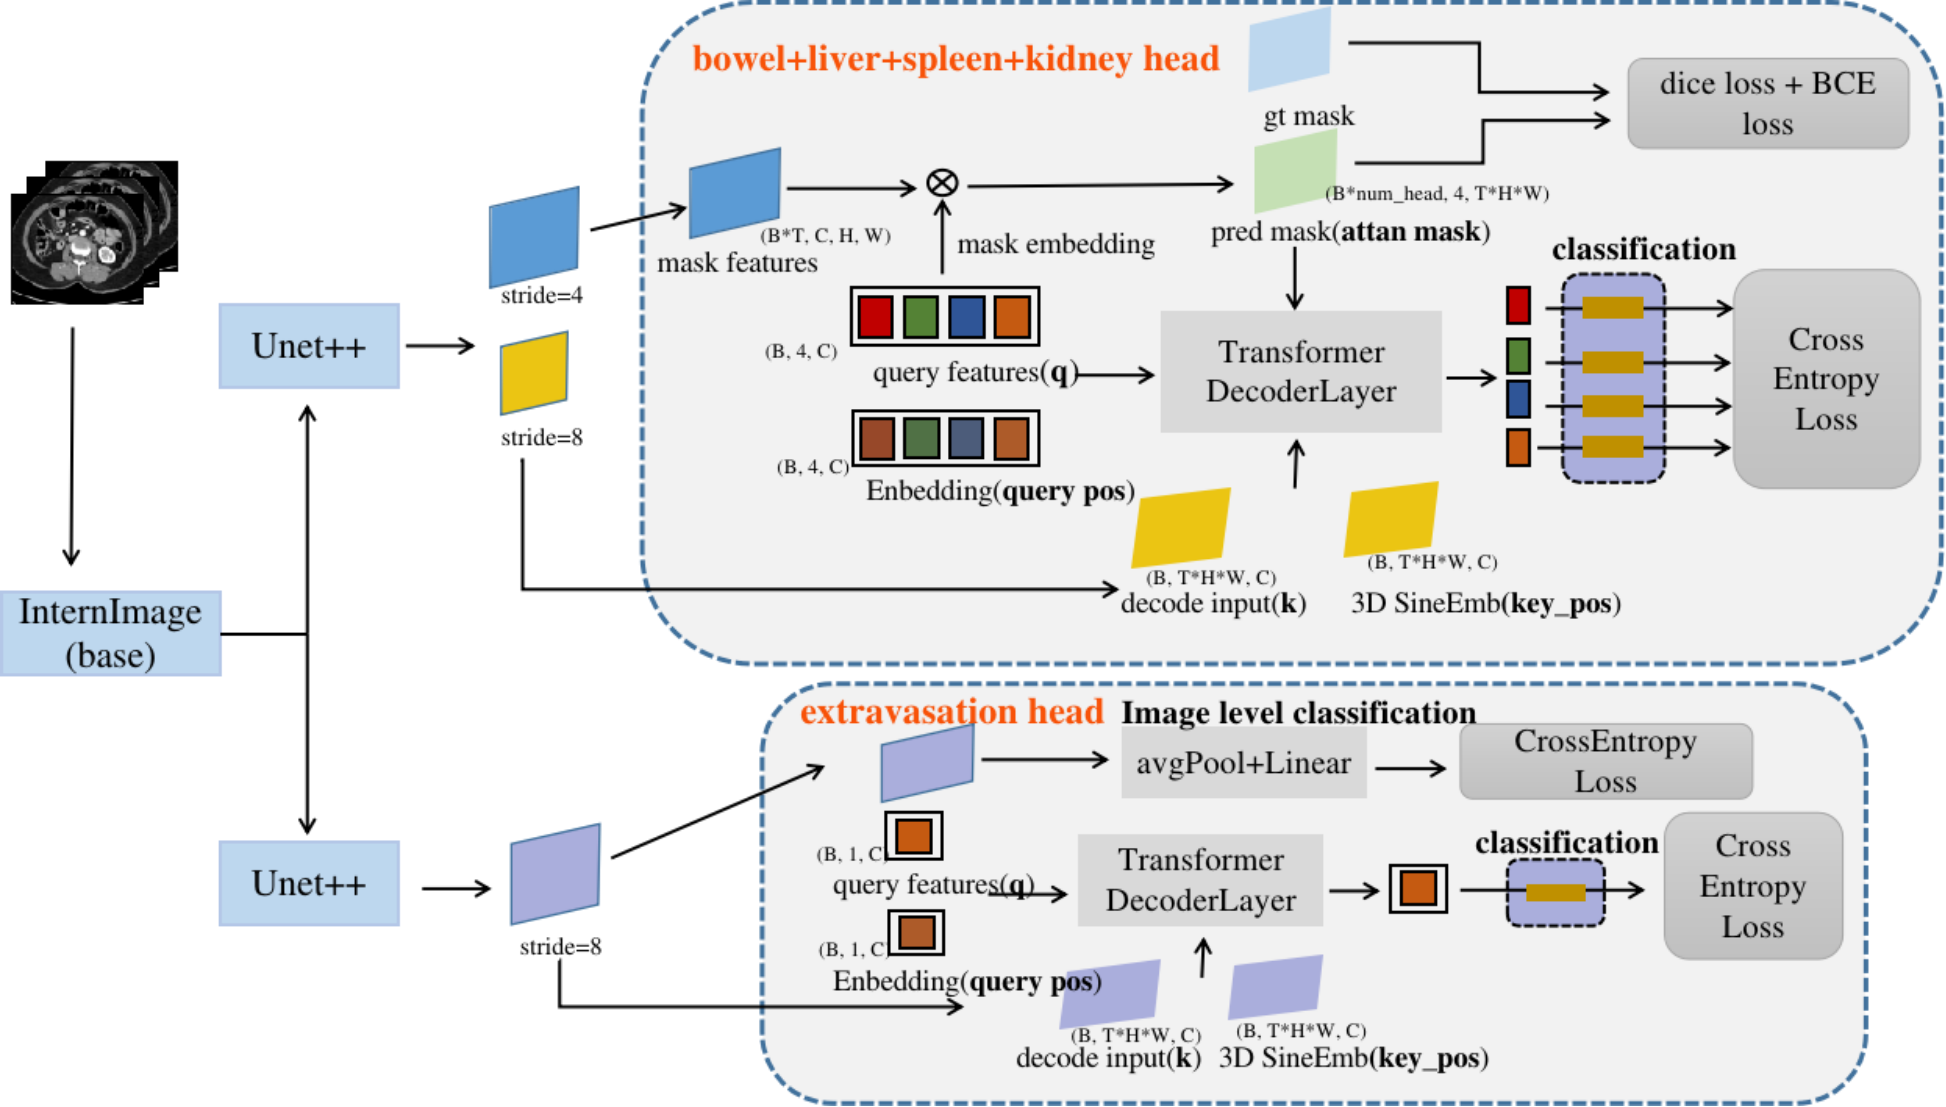 bowel+liver+spleen+kidney head
gt mask
dice loss + BCE
loss
(B*num_head, 4, T*H*W)
pred mask(attan mask)
(B*T, C, H, W)
mask features
mask embedding
stride=4
Unet++
stride=8
(B, 4, C)
query features(q)
(B, 4, C)
Enbedding(query pos)
Transformer
DecoderLayer
classification
Cross
Entropy
Loss
(B, T*H*W, C)
decode input(k)
(B, T*H*W, C)
3D SineEmb(key_pos)
InternImage
(base)
extravasation head
Image level classification
avgPool+Linear
CrossEntropy
Loss
Unet++
stride=8
(B, 1, C)
query features(q)
(B, 1, C)
Enbedding(query pos)
Transformer
DecoderLayer
classification
Cross
Entropy
Loss
(B, T*H*W, C)
decode input(k)
(B, T*H*W, C)
3D SineEmb(key_pos)